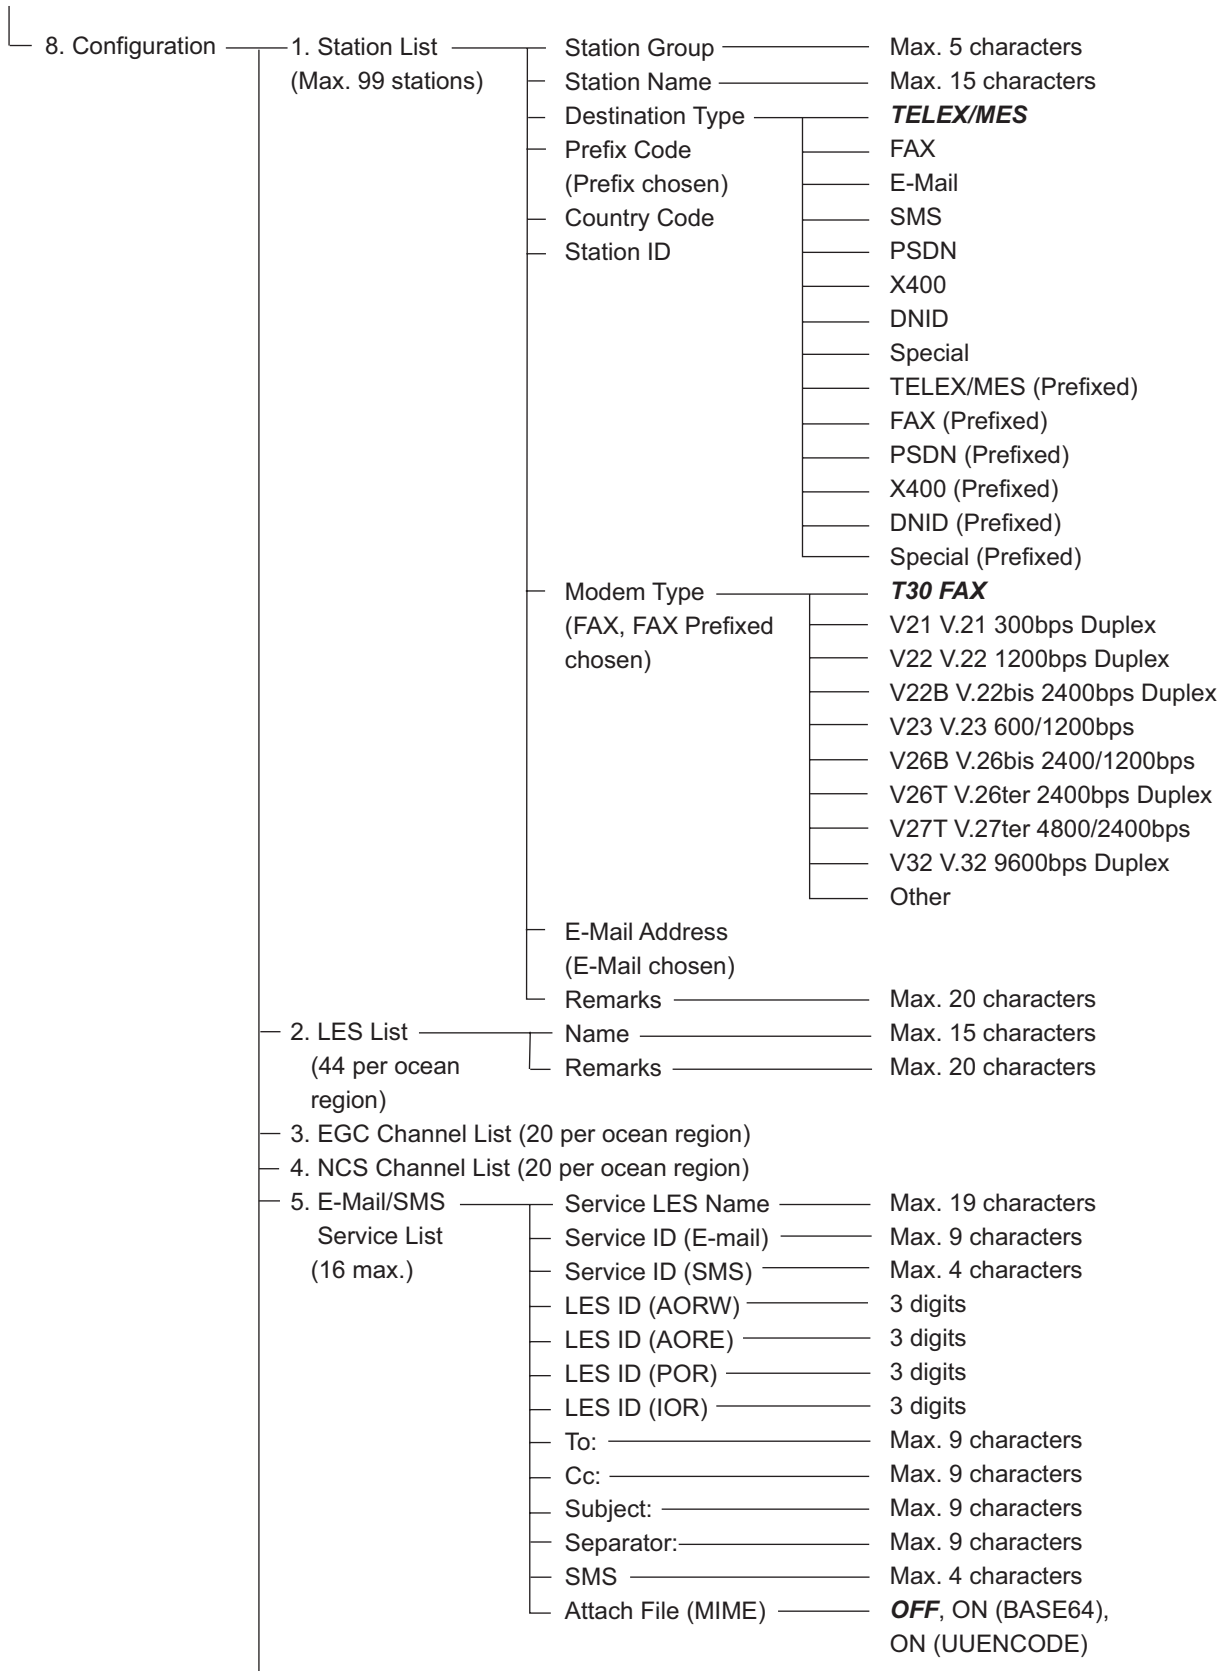 8. Configuration 1. Station List Station Group Max. 5 characters
(Max. 99 stations) Station Name Max. 15 characters
Destination Type TELEX/MES
Prefix Code FAX
(Prefix chosen) E-Mail
Country Code SMS
Station ID PSDN
X400
DNID
Special
TELEX/MES (Prefixed)
FAX (Prefixed)
PSDN (Prefixed)
X400 (Prefixed)
DNID (Prefixed)
Special (Prefixed)
Modem Type T30 FAX
(FAX, FAX Prefixed V21 V.21 300bps Duplex
chosen) V22 V.22 1200bps Duplex
V22B V.22bis 2400bps Duplex
V23 V.23 600/1200bps
V26B V.26bis 2400/1200bps
V26T V.26ter 2400bps Duplex
V27T V.27ter 4800/2400bps
V32 V.32 9600bps Duplex
Other
E-Mail Address
(E-Mail chosen)
Remarks Max. 20 characters
2. LES List Name Max. 15 characters
(44 per ocean Remarks Max. 20 characters
region)
3. EGC Channel List (20 per ocean region)
4. NCS Channel List (20 per ocean region)
5. E-Mail/SMS Service LES Name Max. 19 characters
Service List Service ID (E-mail) Max. 9 characters
(16 max.) Service ID (SMS) Max. 4 characters
LES ID (AORW) 3 digits
LES ID (AORE) 3 digits
LES ID (POR) 3 digits
LES ID (IOR) 3 digits
To: Max. 9 characters
Cc: Max. 9 characters
Subject: Max. 9 characters
Separator: Max. 9 characters
SMS Max. 4 characters
Attach File (MIME) OFF, ON (BASE64),
ON (UUENCODE)